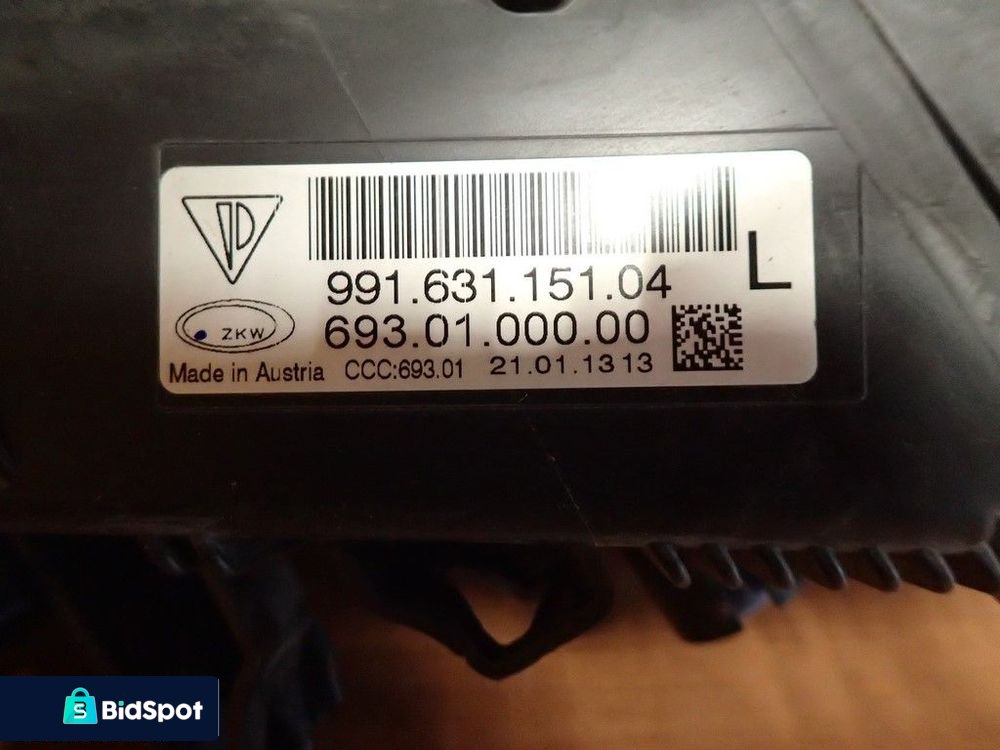 991.631.151.04
L
693.01.000.00
ZKW
Made in Austria CCC:693.01 21.01.13 13
BidSpot